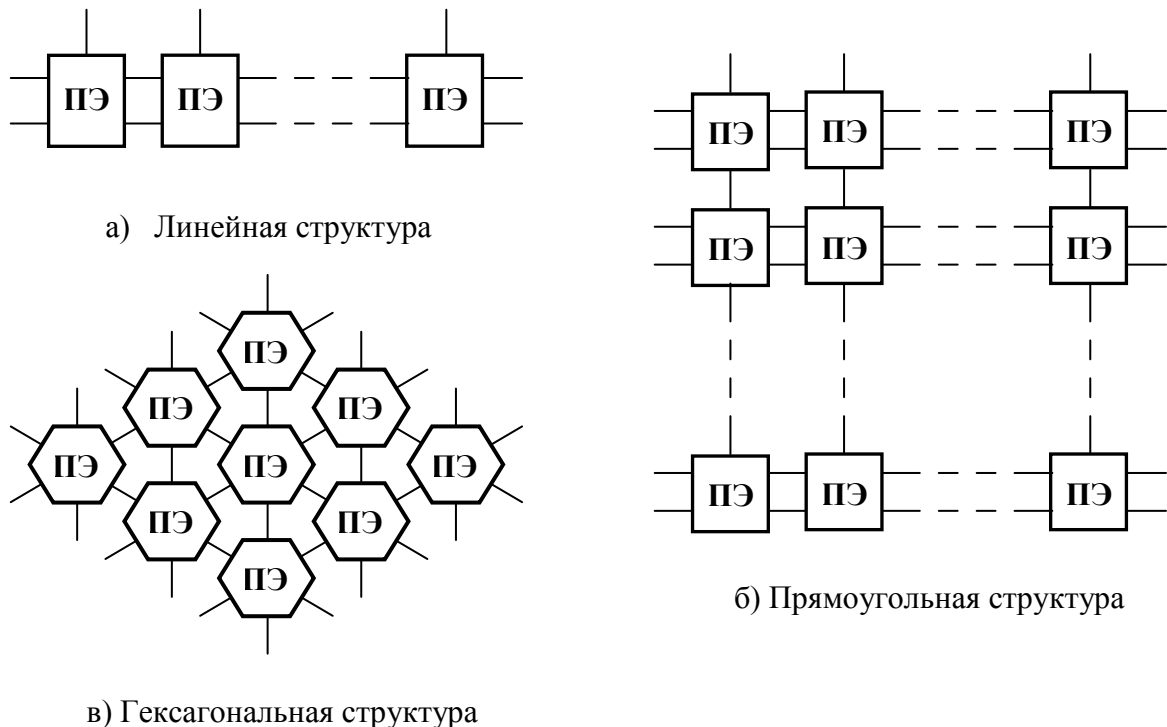 ПЭ ПЭ ПЭ
а) Линейная структура
ПЭ
ПЭ ПЭ
ПЭ ПЭ ПЭ
ПЭ ПЭ
ПЭ
в) Гексагональная структура
ПЭ ПЭ ПЭ
ПЭ ПЭ ПЭ
ПЭ ПЭ ПЭ
б) Прямоугольная структура